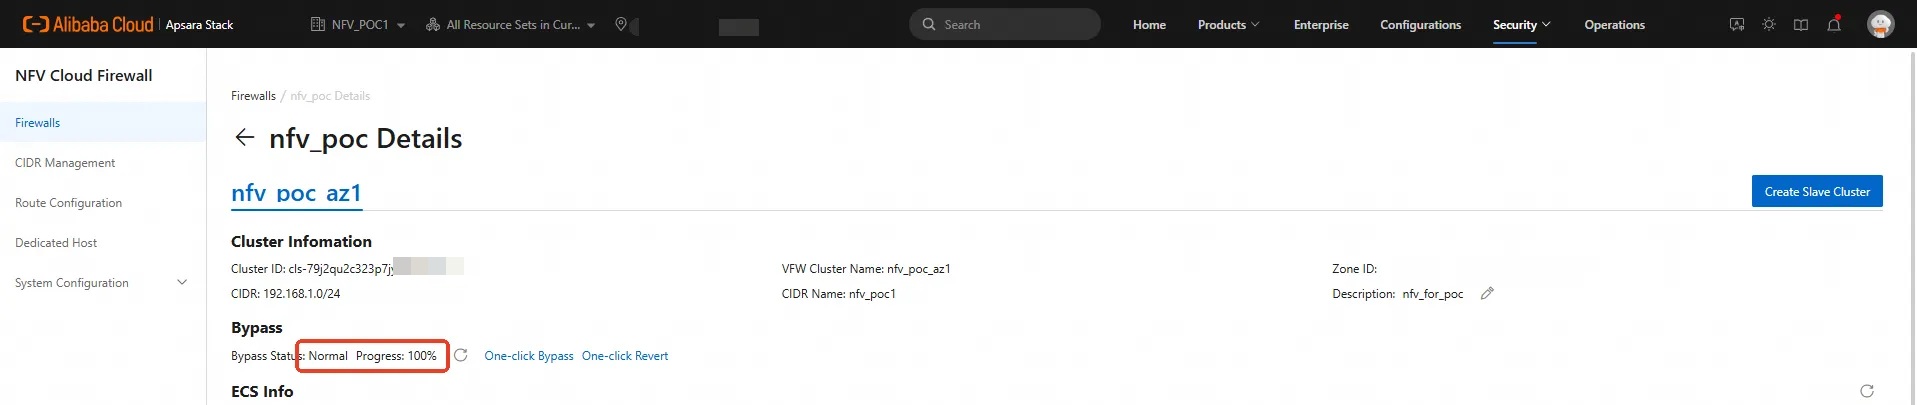 Alibaba Cloud | Apsara Stack NFV_POC1 All Resource Sets in Cur... Search Home Products Enterprise Configurations Security Operations
NFV Cloud Firewall
Firewalls
CIDR Management
Route Configuration
Dedicated Host
System Configuration
Firewalls / nfv_poc Details
← nfv_poc Details
nfv_poc_az1
Create Slave Cluster
Cluster Infomation
Cluster ID: cls-79j2qu2c323p7j VFW Cluster Name: nfv_poc_az1 Zone ID:
CIDR: 192.168.1.0/24 CIDR Name: nfv_poc1 Description: nfv_for_poc
Bypass
Bypass Status: Normal Progress: 100% One-click Bypass One-click Revert
ECS Info